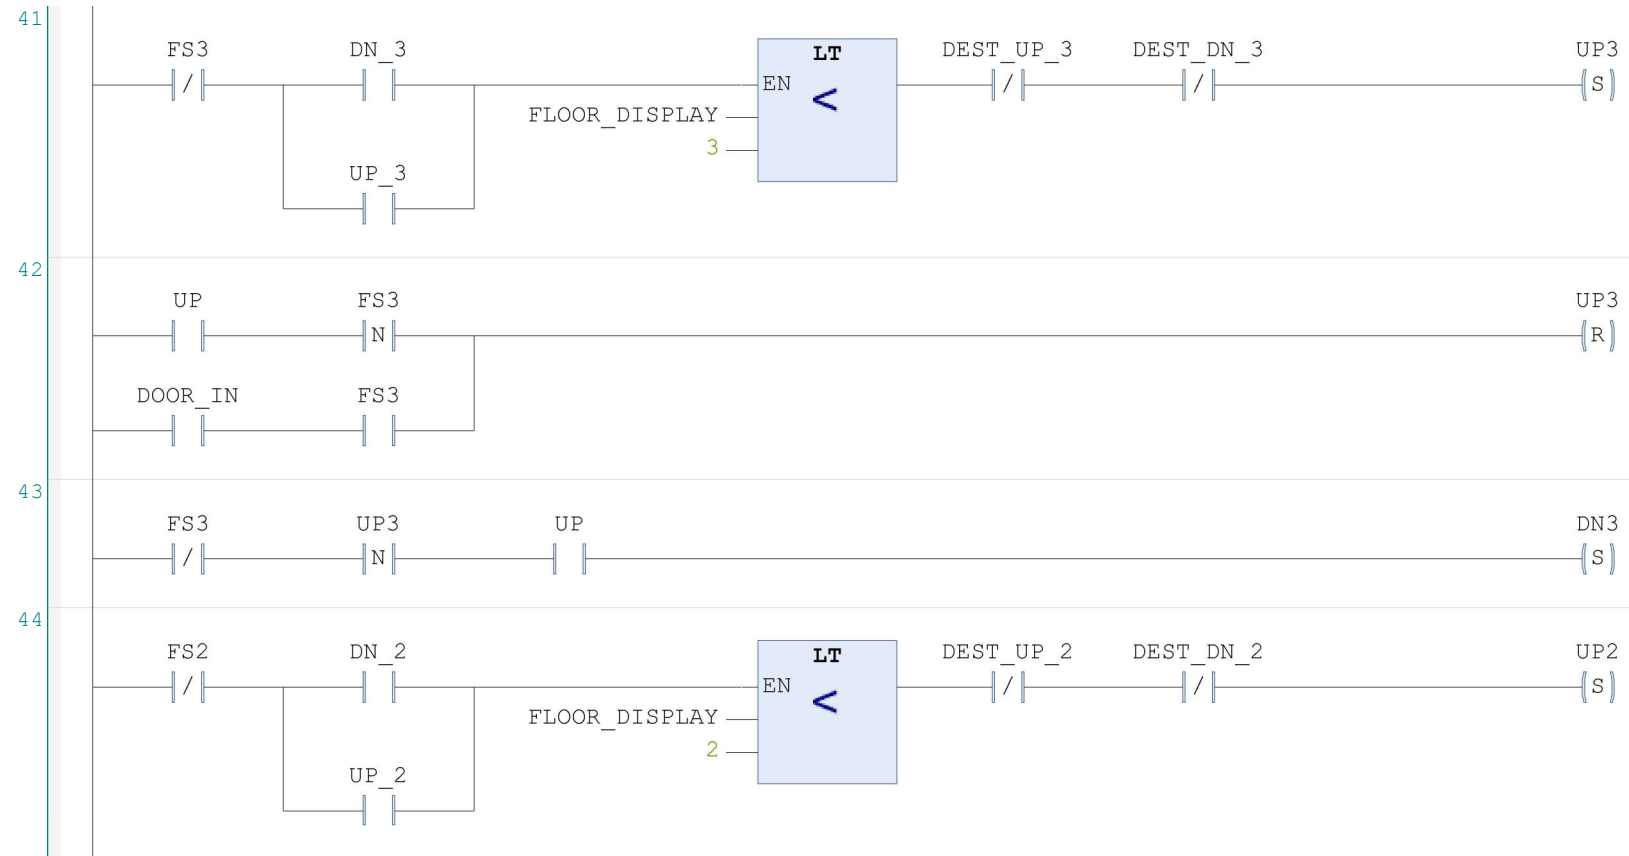 41
FS3 DN_3 LT DEST_UP_3 DEST_DN_3 UP3
/ EN < / / S
FLOOR_DISPLAY
3
UP_3
42
UP FS3 UP3
N R
DOOR_IN FS3
43
FS3 UP3 UP DN3
/ N S
44
FS2 DN_2 LT DEST_UP_2 DEST_DN_2 UP2
/ EN < / / S
FLOOR_DISPLAY
2
UP_2